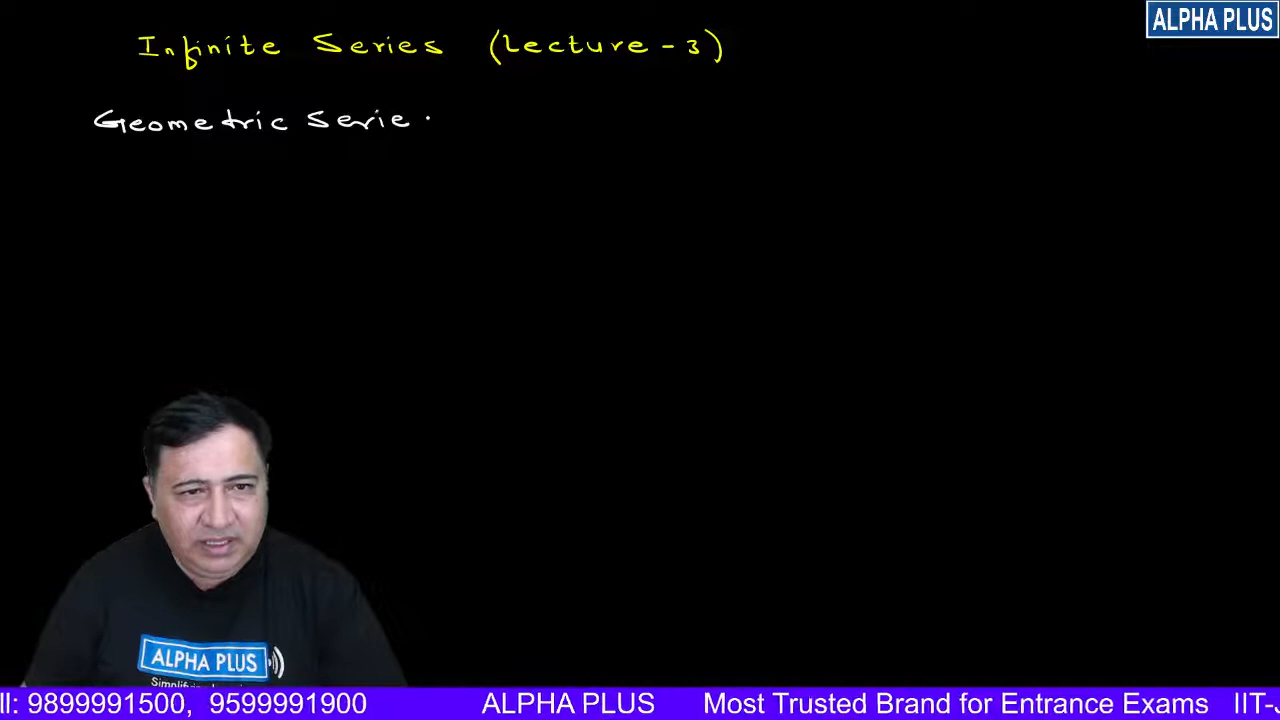 ALPHA PLUS
Infinite Series (Lecture - 3)
Geometric Serie
ALPHA PLUS
ll: 9899991500, 9599991900 ALPHA PLUS Most Trusted Brand for Entrance Exams IIT-J